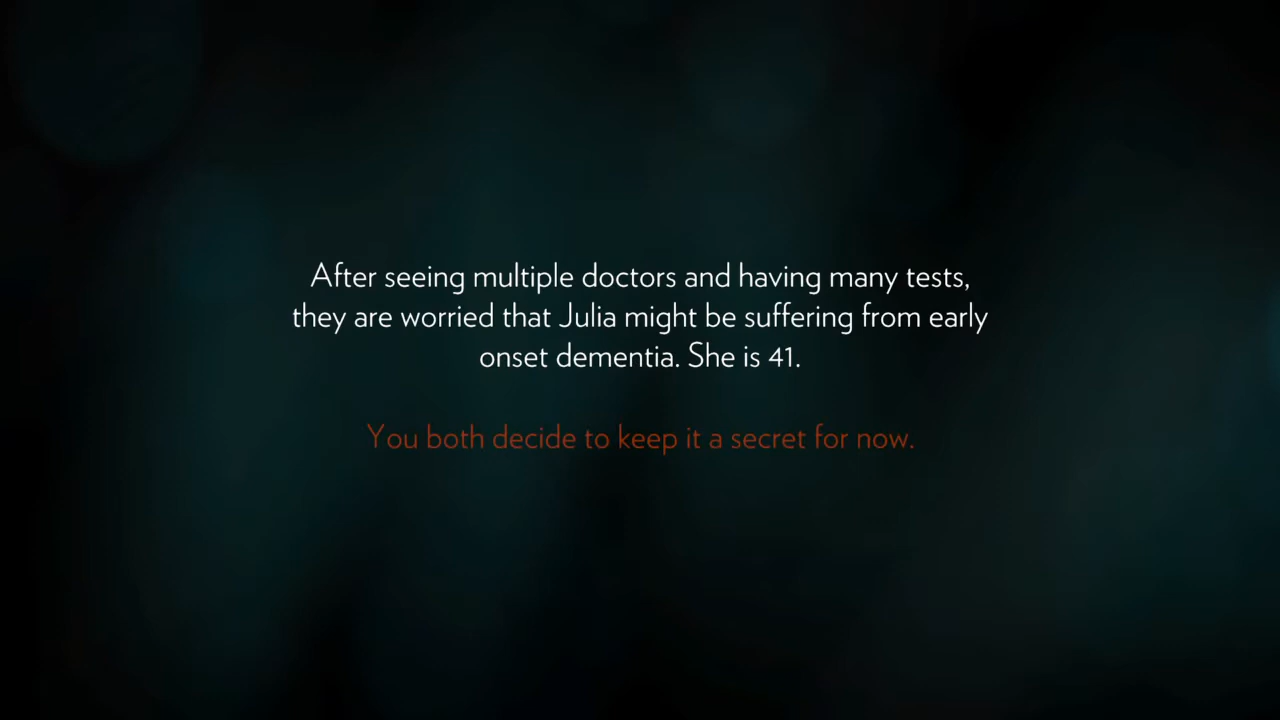 After seeing multiple doctors and having many tests,
they are worried that Julia might be suffering from early
onset dementia. She is 41.
You both decide to keep it a secret for now.